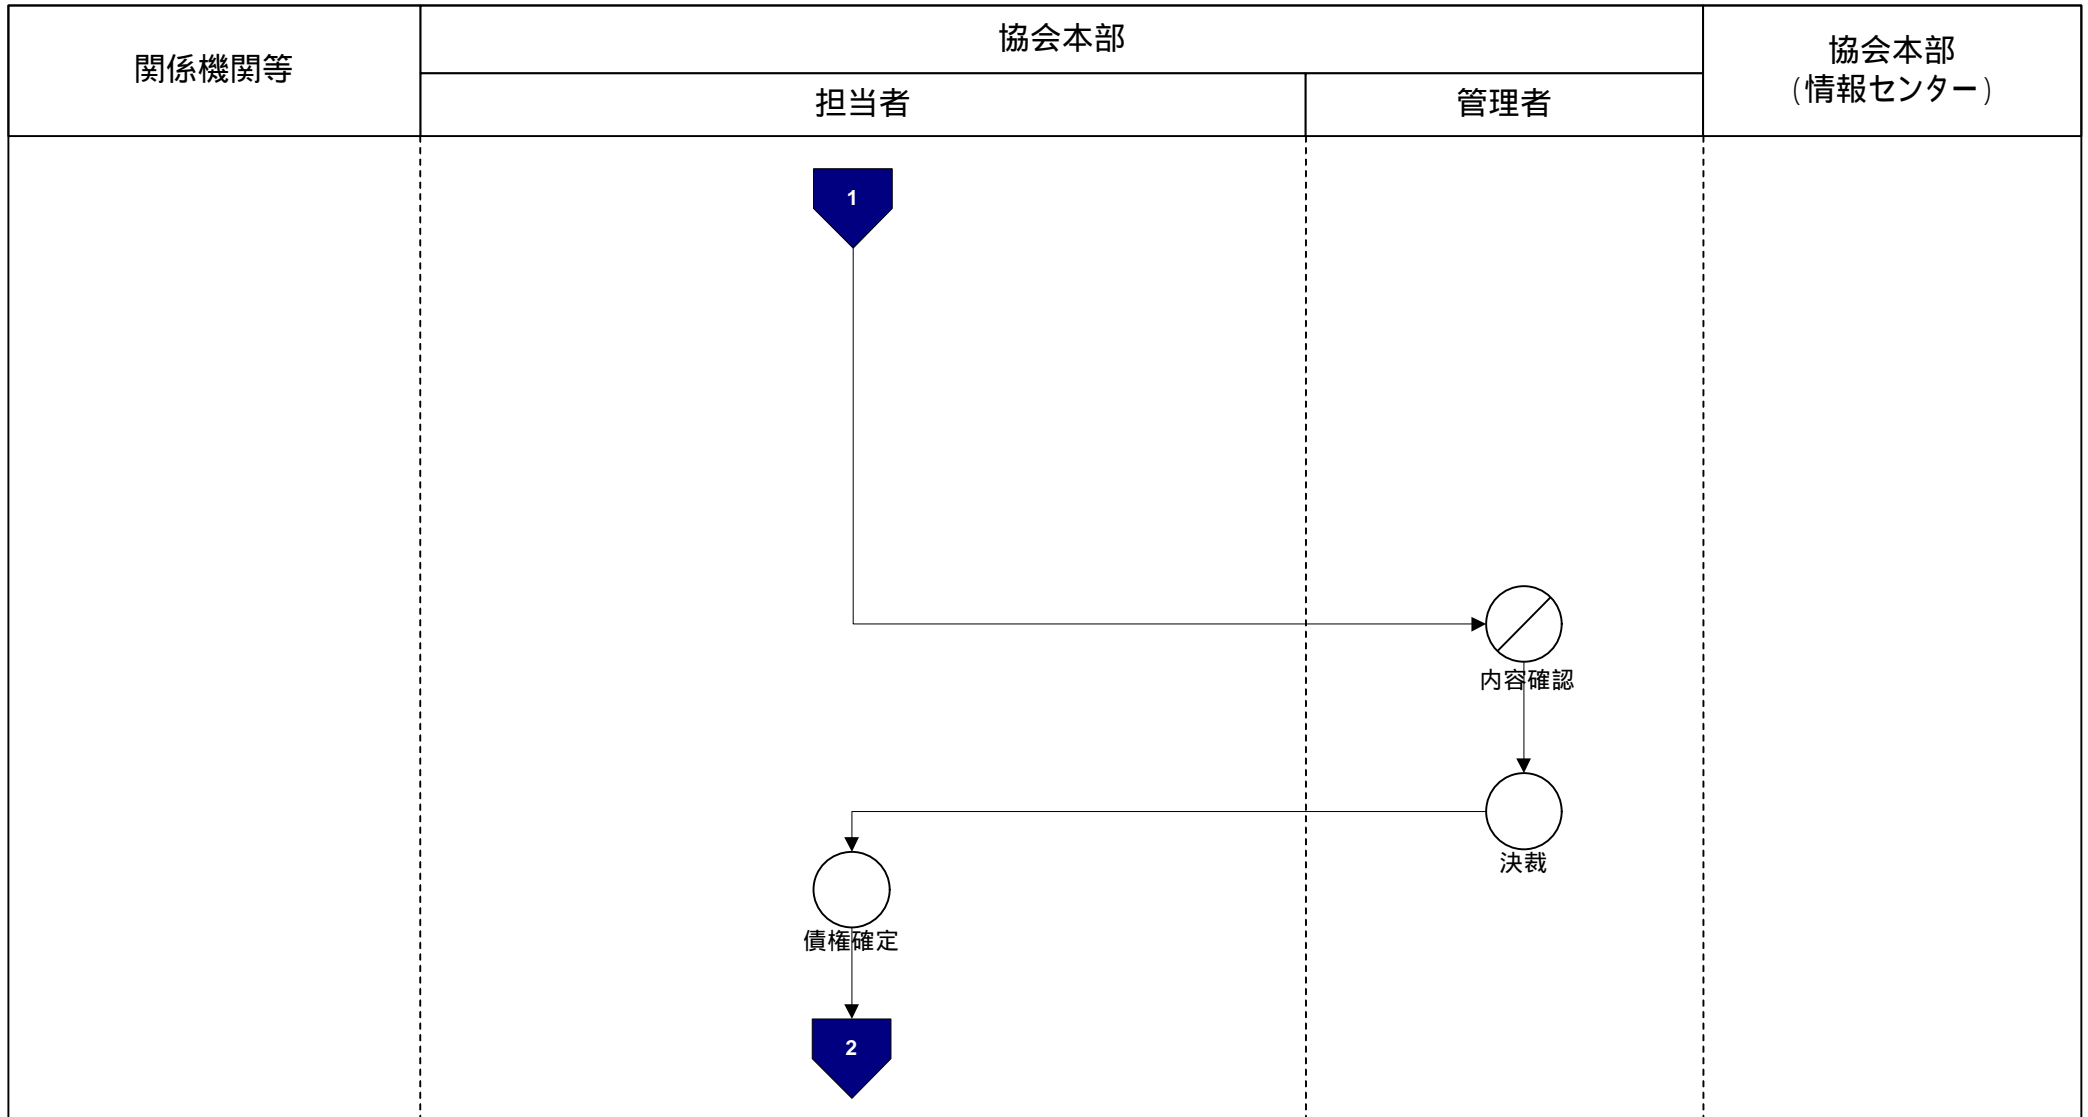 関係機関等
協会本部
担当者
管理者
協会本部
(情報センター)
1
内容確認
決裁
債権確定
2